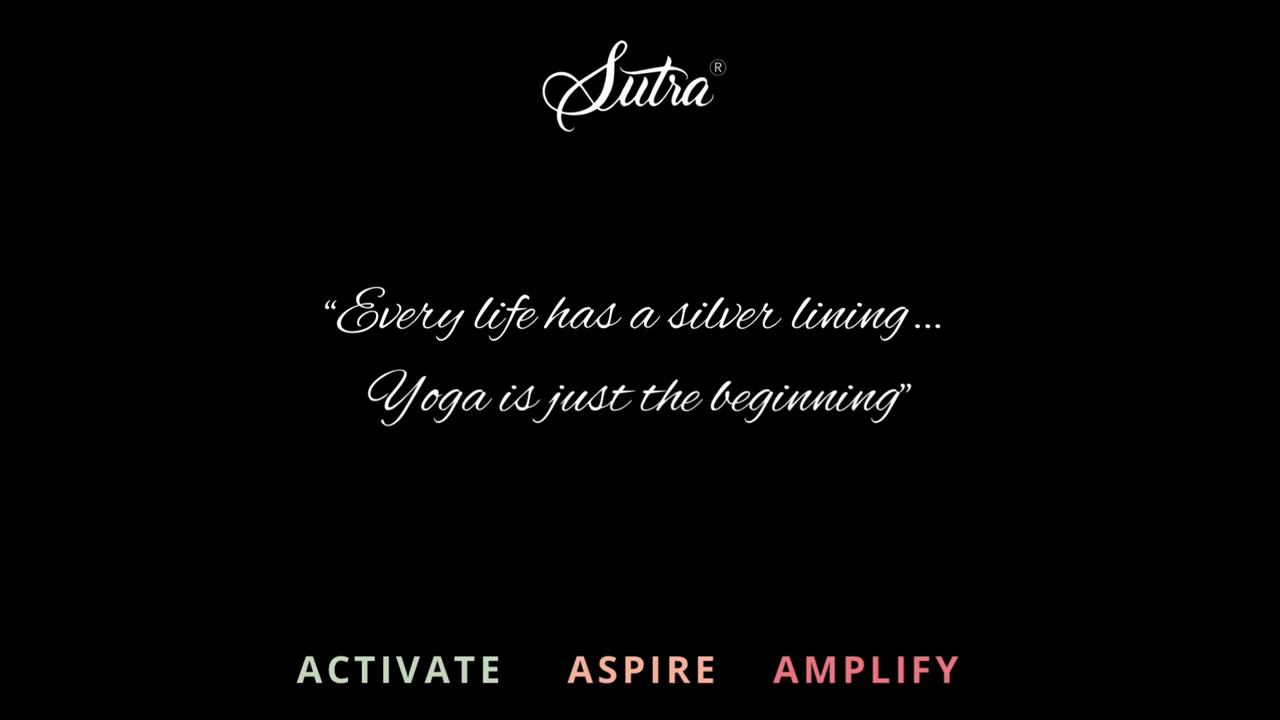 Sutra®
“Every life has a silver lining...
Yoga is just the beginning”
ACTIVATE ASPIRE AMPLIFY